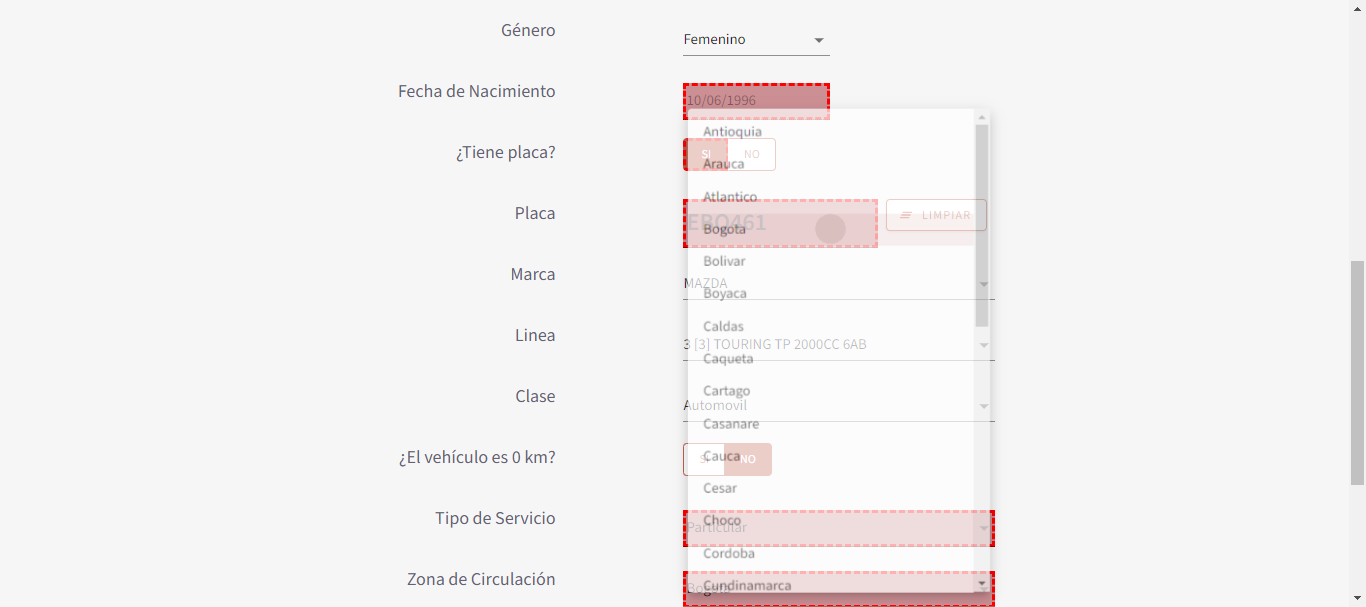 Género
Femenino
Fecha de Nacimiento
10/06/1996
Antioquia
¿Tiene placa?
SI
NO
Arauca
Atlantico
Placa
EBQ461
LIMPIAR
Bogota
Bolivar
Marca
MAZDA
Boyaca
Caldas
Linea
3 [3] TOURING TP 2000CC 6AB
Caqueta
Cartago
Clase
Automovil
Casanare
¿El vehículo es 0 km?
SI
NO
Cauca
Cesar
Tipo de Servicio
Particular
Choco
Cordoba
Zona de Circulación
Bogota
Cundinamarca